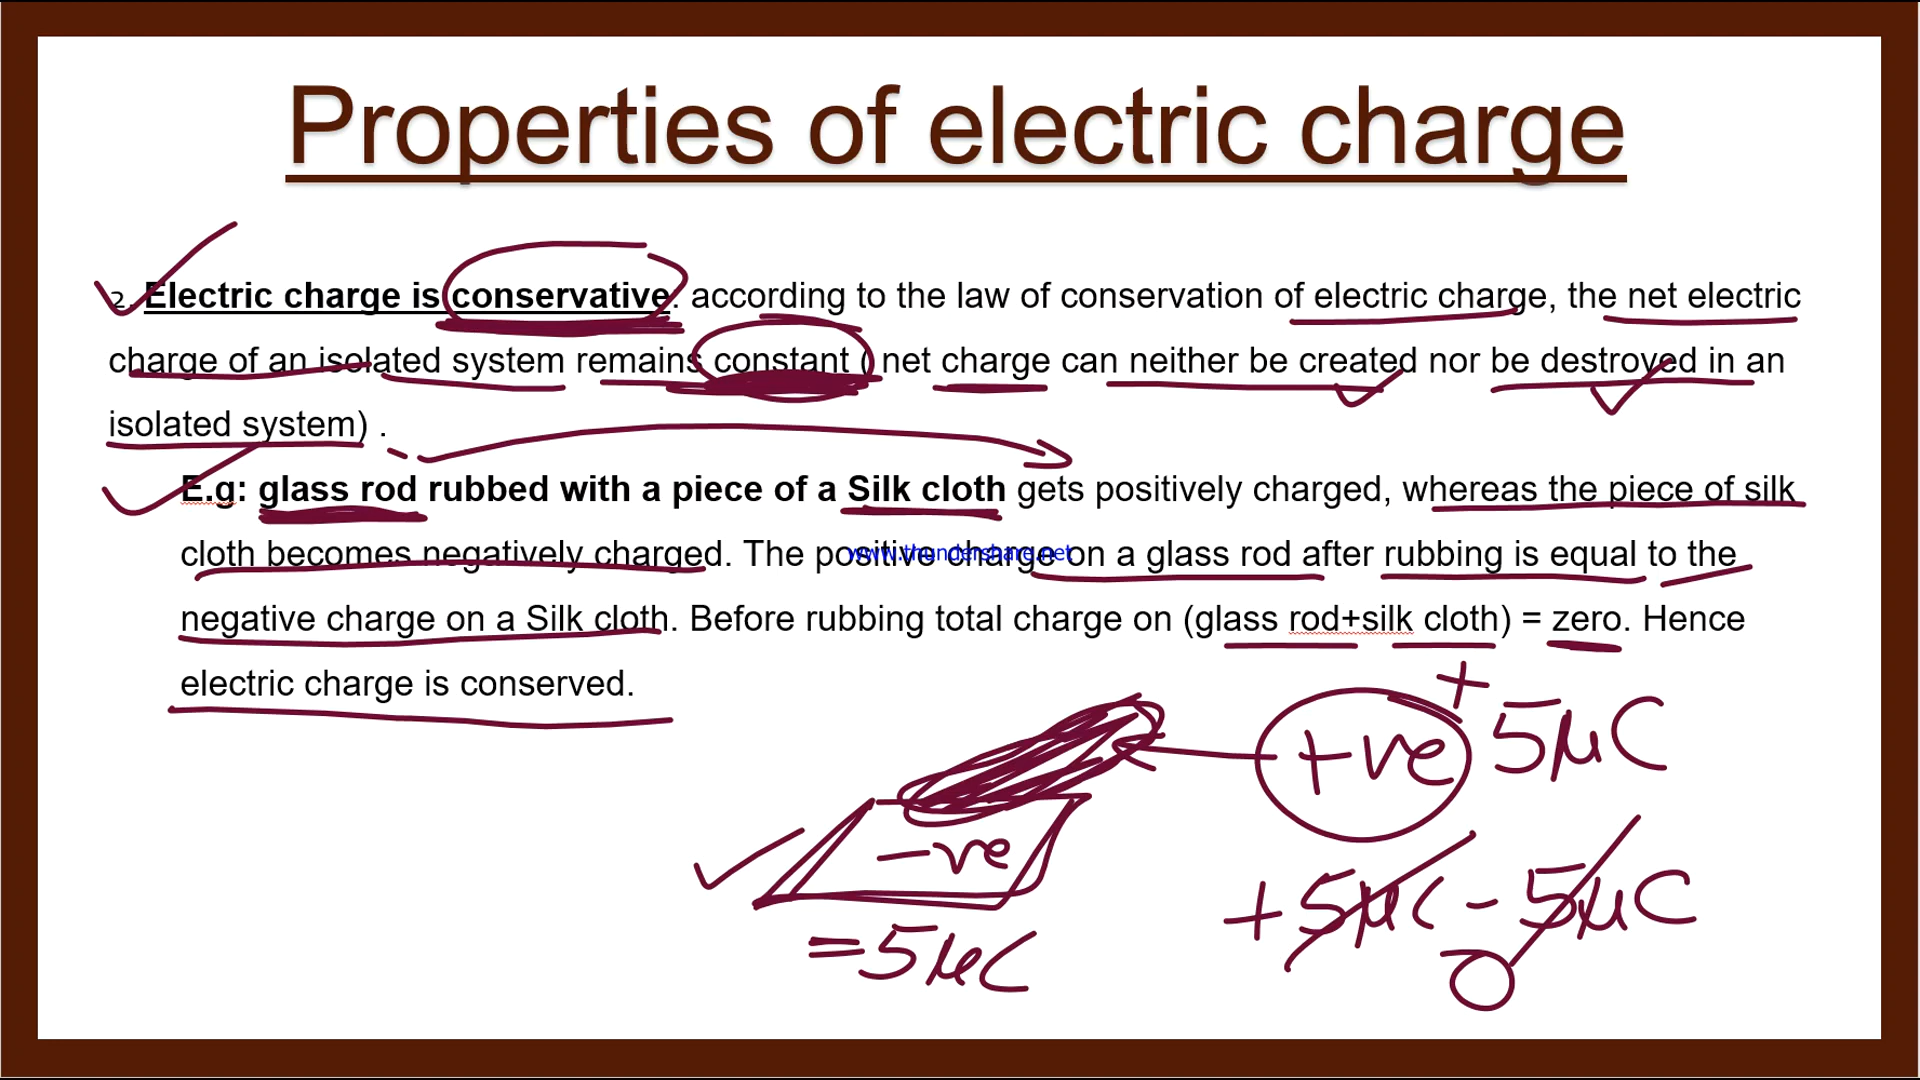 Properties of electric charge
2. Electric charge is conservative: according to the law of conservation of electric charge, the net electric
charge of an isolated system remains constant ( net charge can neither be created nor be destroyed in an
isolated system) .
E.g: glass rod rubbed with a piece of a Silk cloth gets positively charged, whereas the piece of silk
cloth becomes negatively charged. The positive charge on a glass rod after rubbing is equal to the
www.thundershare.net
negative charge on a Silk cloth. Before rubbing total charge on (glass rod+silk cloth) = zero. Hence
electric charge is conserved.
+ve +5μC
-ve
+5μC -5μC
=5μC
0